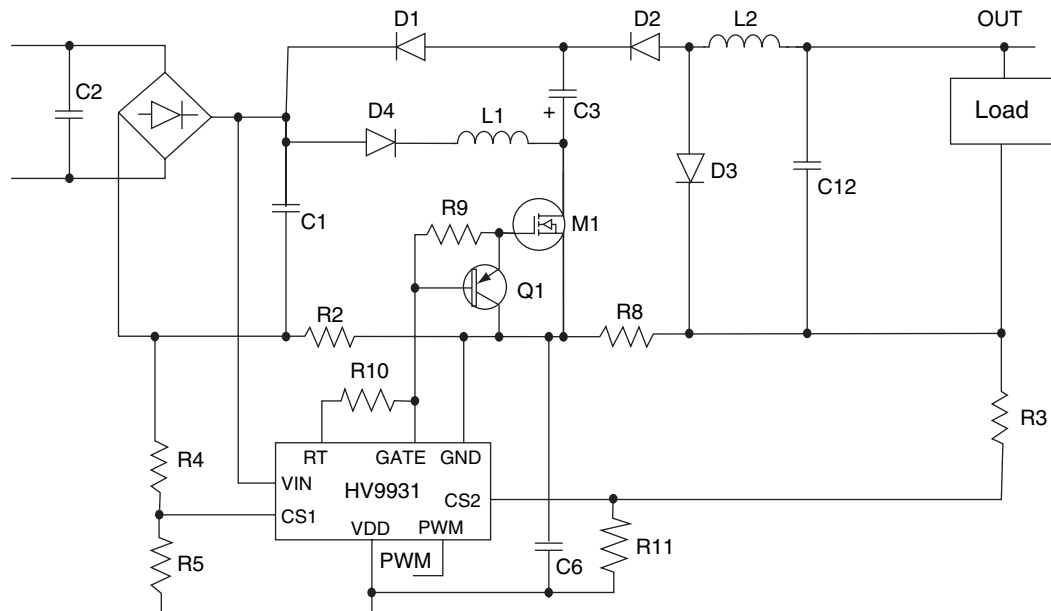 D1
D2
L2
OUT
C2
D4
L1
+
C3
Load
D3
C12
C1
R9
M1
Q1
R2
R8
R10
R3
R4
RT
GATE
GND
VIN
HV9931
CS1
CS2
VDD
PWM
R5
PWM
C6
R11